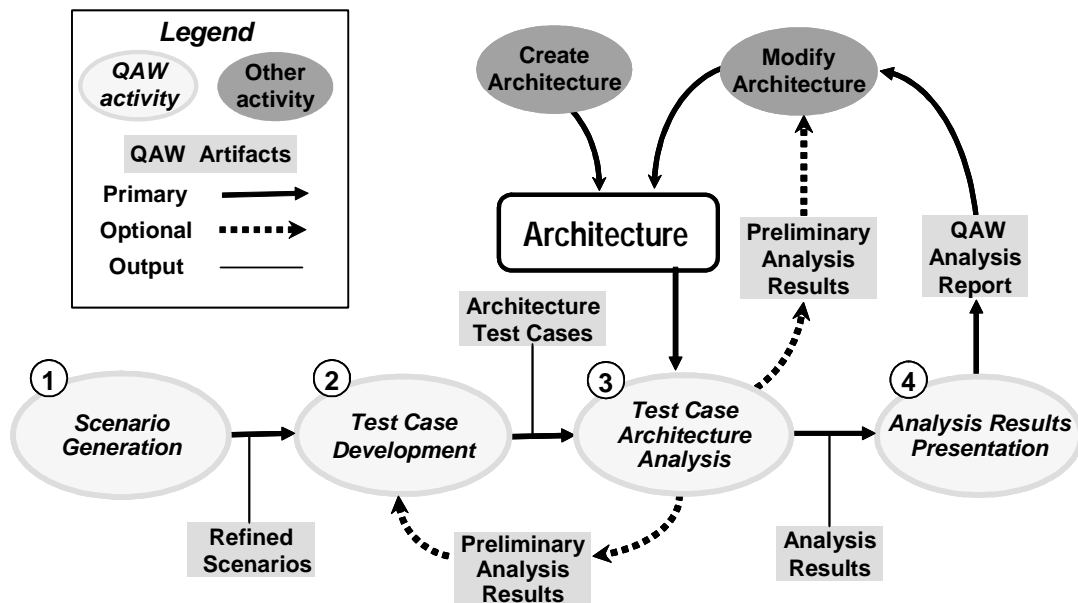 Legend
QAW
activity
Other
activity
QAW Artifacts
Primary
Optional
Output
Create
Architecture
Modify
Architecture
Architecture
Preliminary
Analysis
Results
QAW
Analysis
Report
Architecture
Test Cases
1
Scenario
Generation
2
Test Case
Development
3
Test Case
Architecture
Analysis
4
Analysis Results
Presentation
Refined
Scenarios
Preliminary
Analysis
Results
Analysis
Results